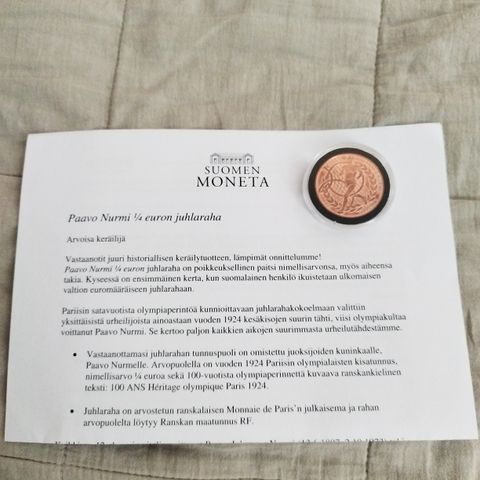 SUOMEN
MONETA
Paavo Nurmi ¼ euron juhlaraha
Arvoisa keräilijä
Vastaanotit juuri historiallisen keräilytuotteen, lämpimät onnittelumme!
Paavo Nurmi ¼ euron juhlaraha on poikkeuksellinen paitsi nimellisarvonsa, myös aiheensa
takia. Kyseessä on ensimmäinen kerta, kun suomalainen henkilö ikuistetaan ulkomaisen
valtion euromääräiseen juhlarahaan.
Pariisin satavuotista olympiaperintöä kunnioittavaan juhlarahakokoelmaan valittiin
yksittäisistä urheilijoista ainoastaan vuoden 1924 kesäkisojen suurin tähti, viisi olympiakultaa
voittanut Paavo Nurmi. Se kertoo paljon kaikkien aikojen suurimmasta urheilutähdestämme.
• Vastaanottamasi juhlarahan tunnuspuoli on omistettu juoksijoiden kuninkaalle,
Paavo Nurmelle. Arvopuolella on vuoden 1924 Pariisin olympialaisten kisatunnus,
nimellisarvo ¼ euroa sekä 100-vuotista olympiaperinnettä kuvaava ranskankielinen
teksti: 100 ANS Héritage olympique Paris 1924.
• Juhlaraha on arvostetun ranskalaisen Monnaie de Paris'n julkaisema ja rahan
arvopuolelta löytyy Ranskan maatunnus RF.